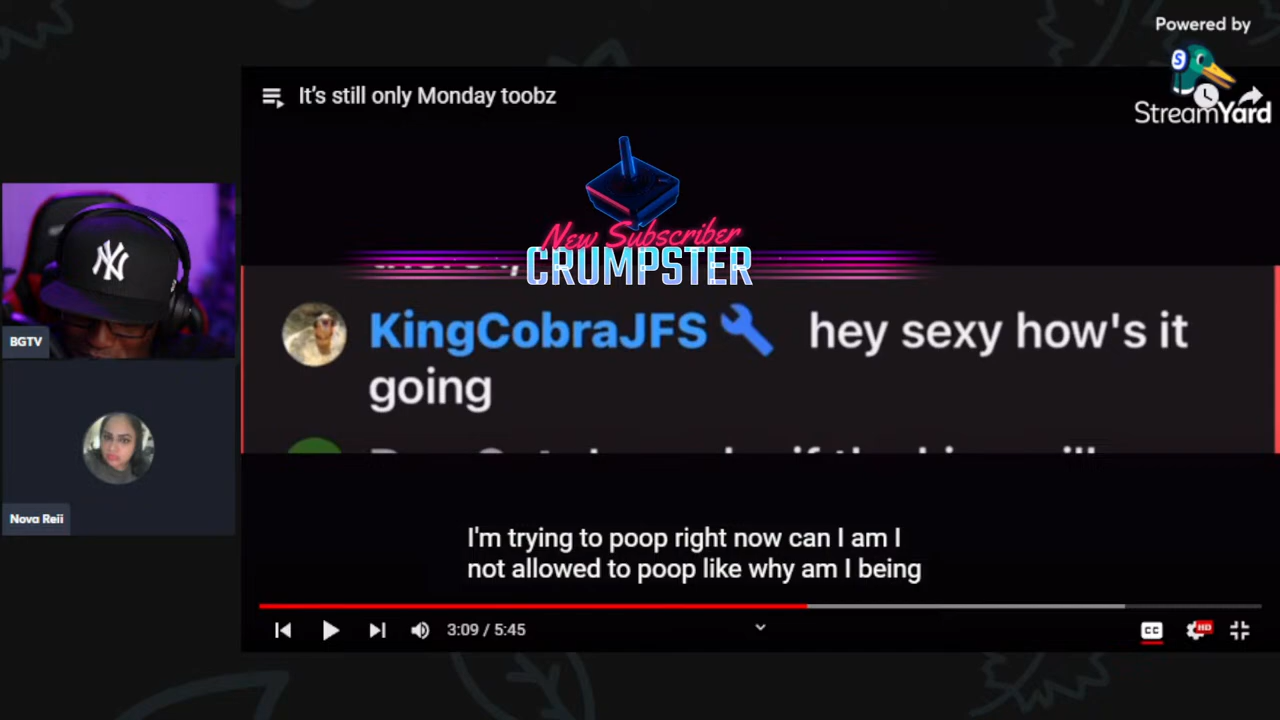 Powered by
StreamYard
It's still only Monday toobz
New Subscriber
CRUMPSTER
KingCobraJFS hey sexy how's it
going
BGTV
Nova Reii
I'm trying to poop right now can I am I
not allowed to poop like why am I being
3:09 / 5:45
CC
HD